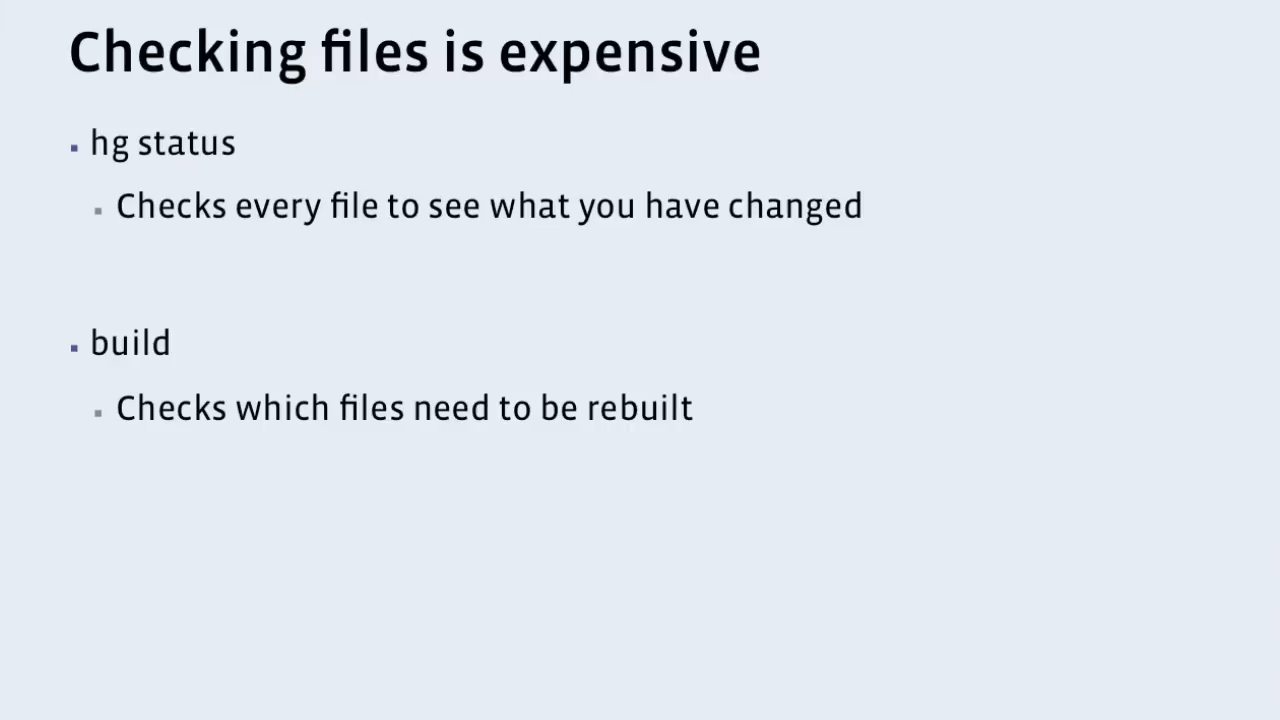 Checking files is expensive
hg status
Checks every file to see what you have changed
build
Checks which files need to be rebuilt